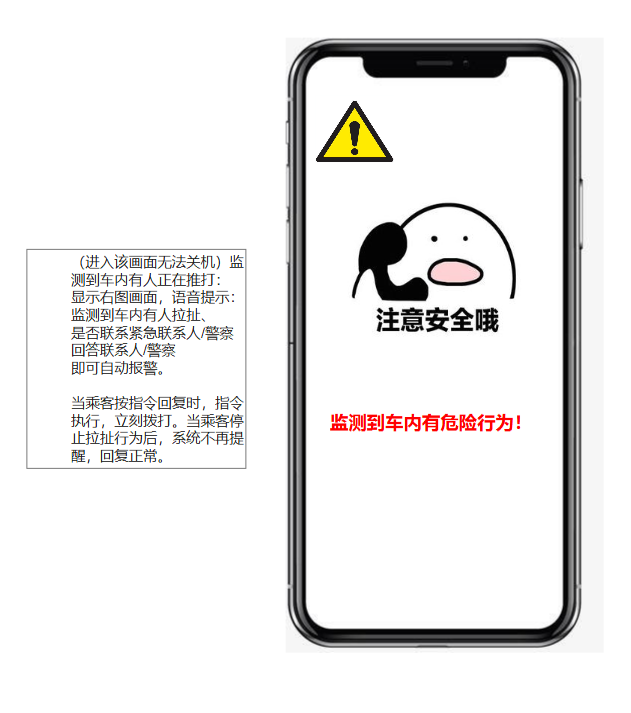 （进入该画面无法关机）监
测到车内有人正在推打：
显示右图画面，语音提示：
监测到车内有人拉扯、
是否联系紧急联系人/警察
回答联系人/警察
即可自动报警。
当乘客按指令回复时，指令
执行，立刻拨打。当乘客停
止拉扯行为后，系统不再提
醒，回复正常。
注意安全哦
监测到车内有危险行为！